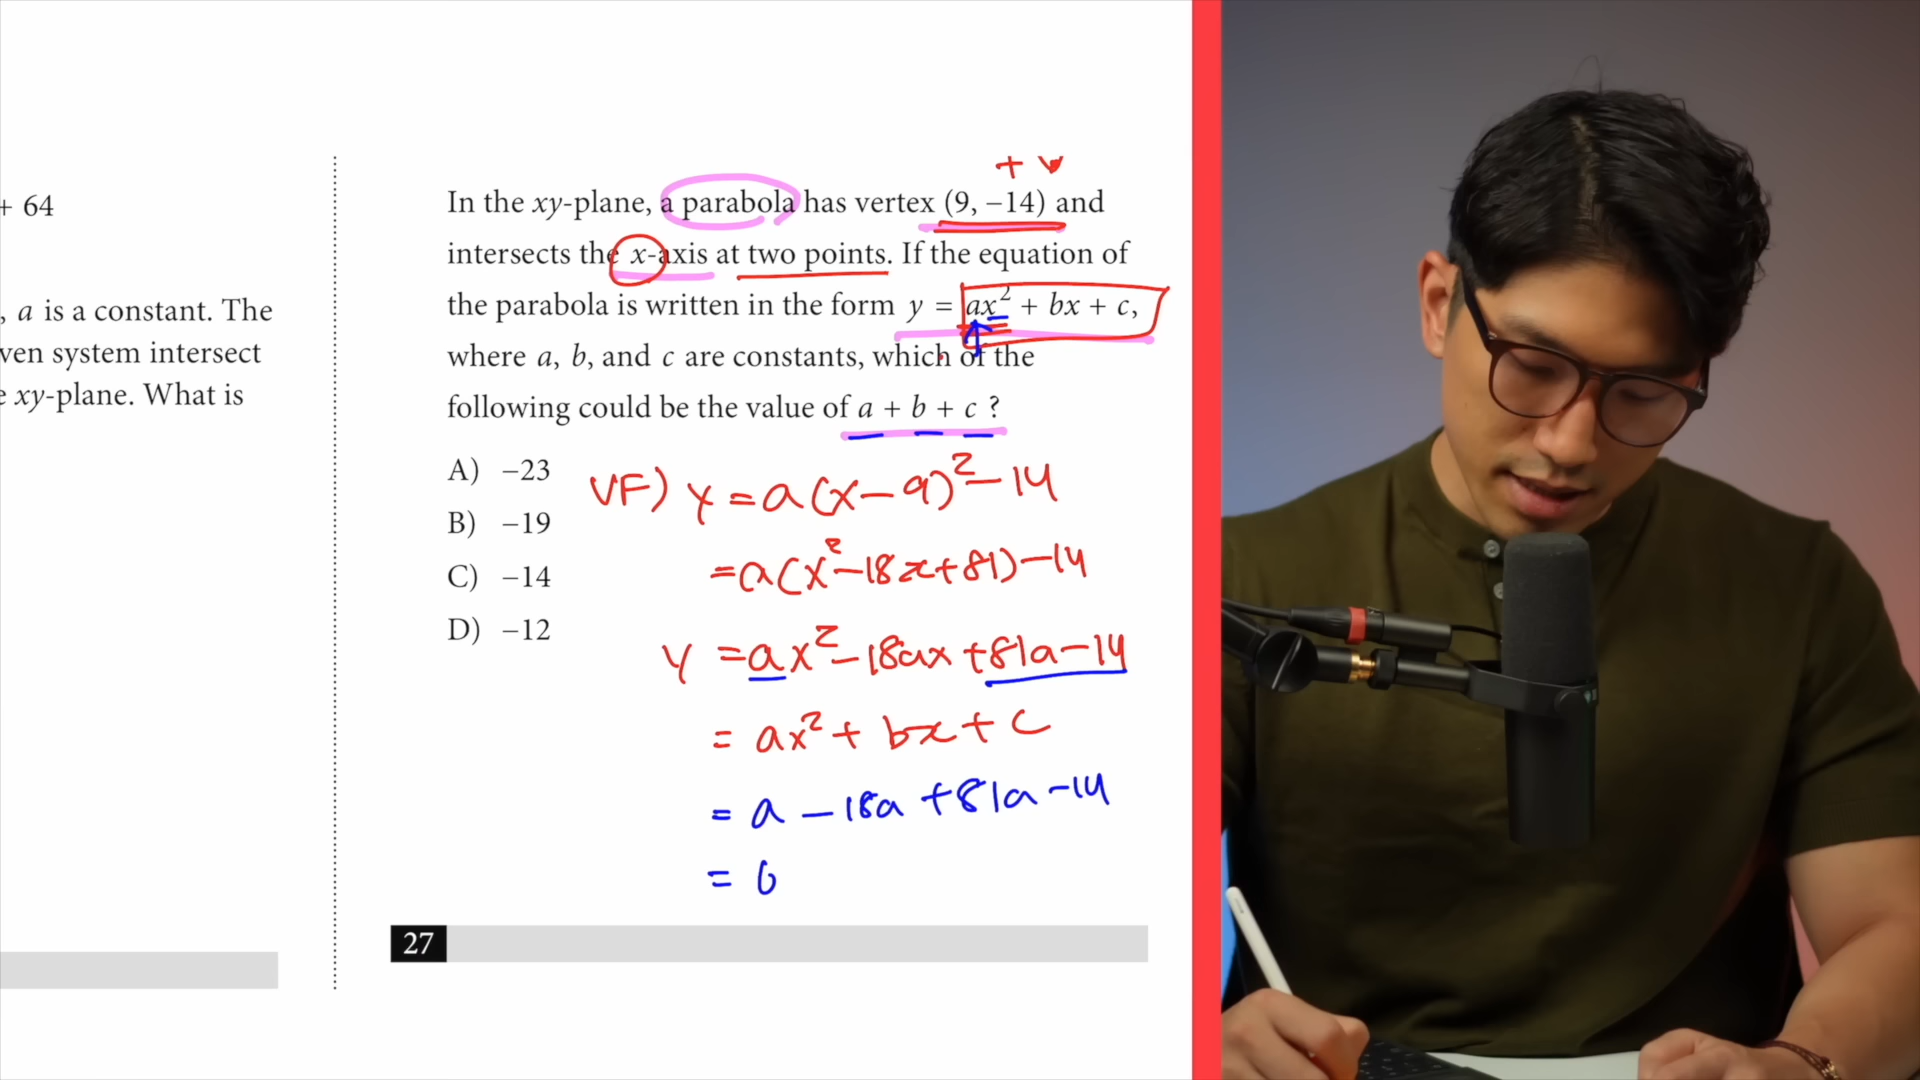 + 64
, a is a constant. The
ven system intersect
e xy-plane. What is
+
In the xy-plane, a parabola has vertex (9, −14) and
intersects the x-axis at two points. If the equation of
the parabola is written in the form y = ax² + bx + c,
where a, b, and c are constants, which of the
following could be the value of a + b + c ?
A) −23
B) −19
C) −14
D) −12
VF) y = a(x − 9)² − 14
= a(x² − 18x + 81) − 14
y = ax² − 18ax + 81a − 14
= ax² + bx + c
= a − 18a + 81a − 14
= 6
27